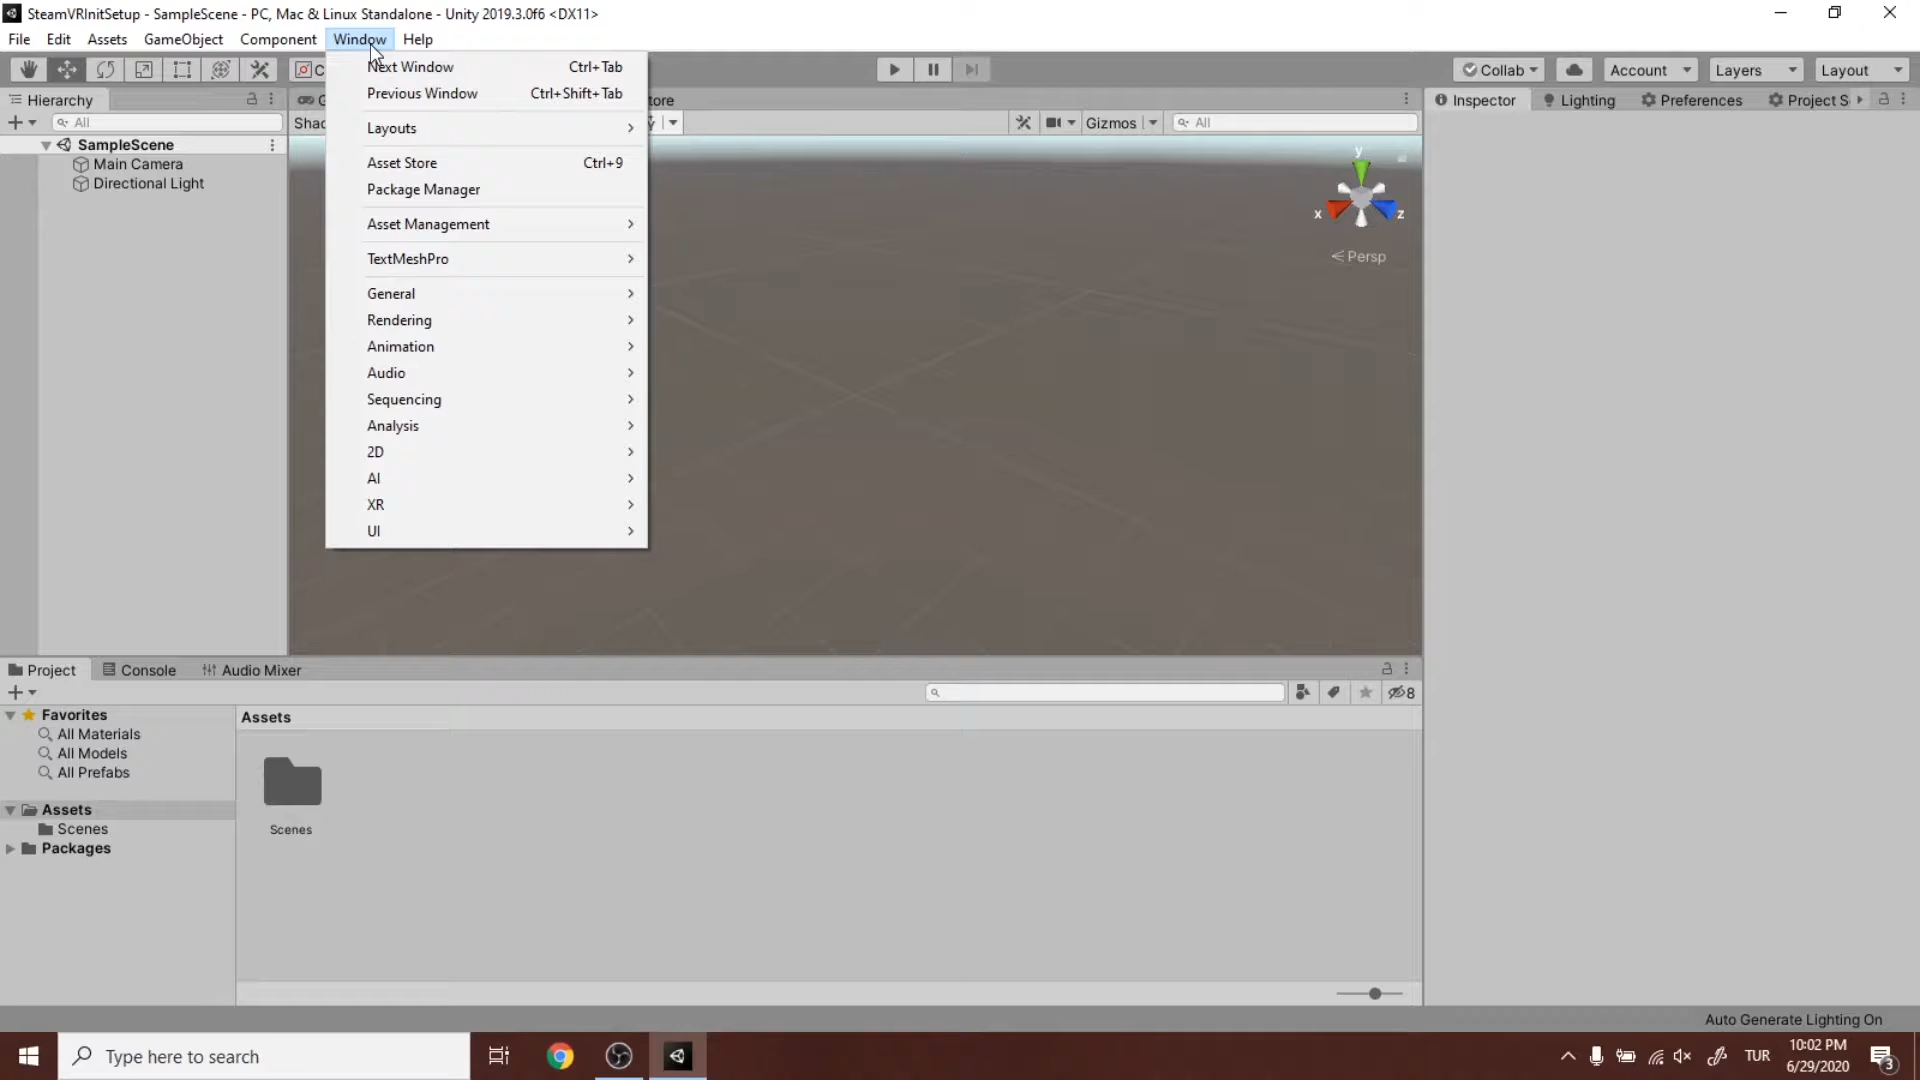 SteamVRInitSetup - SampleScene - PC, Mac & Linux Standalone - Unity 2019.3.0f6 <DX11>
File Edit Assets GameObject Component Window Help
Collab Account Layers Layout
Hierarchy
Inspector Lighting Preferences Project S
All
Gizmos All
SampleScene
Main Camera
Directional Light
Next Window Ctrl+Tab
Previous Window Ctrl+Shift+Tab
Layouts
Asset Store Ctrl+9
Package Manager
Asset Management
TextMeshPro
General
Rendering
Animation
Audio
Sequencing
Analysis
2D
AI
XR
UI
y
x z
Persp
Project Console Audio Mixer
8
Favorites
All Materials
All Models
All Prefabs
Assets
Scenes
Packages
Assets
Scenes
Auto Generate Lighting On
Type here to search
TUR
10:02 PM
6/29/2020
3